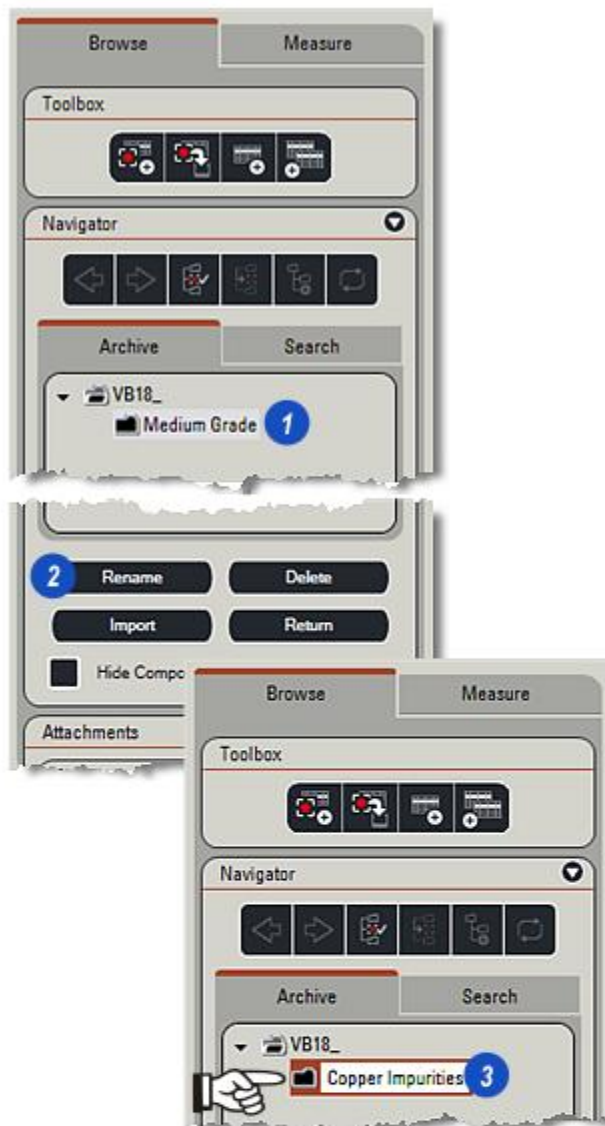 Browse Measure
Toolbox
Navigator
Archive Search
VB18_
Medium Grade 1
2 Rename Delete
Import Return
Hide Compo
Attachments
Browse Measure
Toolbox
Navigator
Archive Search
VB18_
Copper Impurities 3